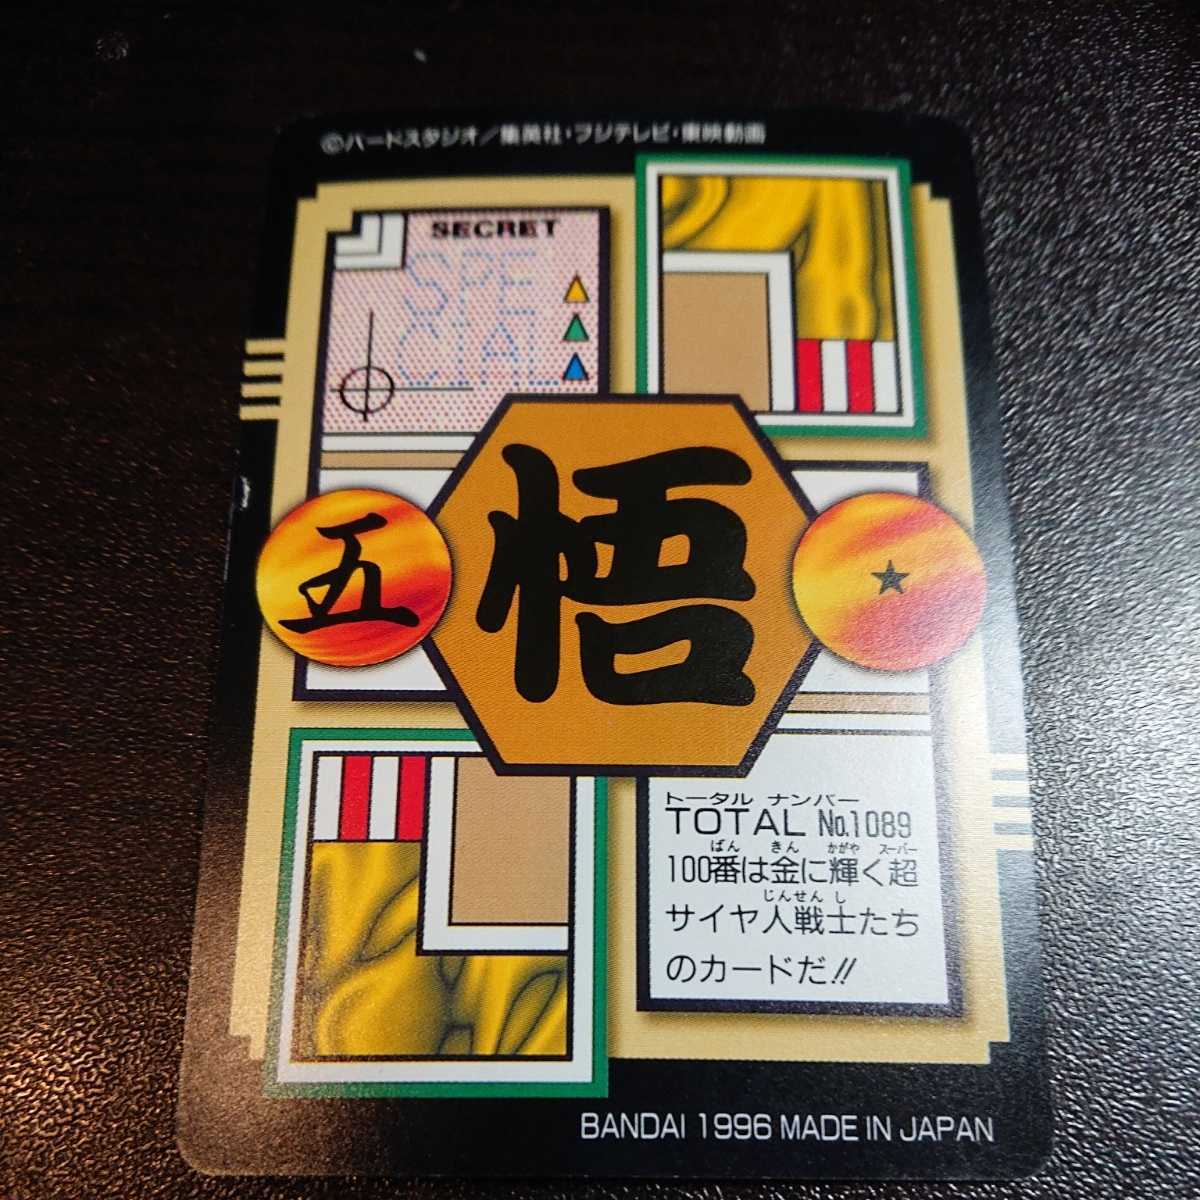 ©バードスタジオ／集英社・フジテレビ・東映動画
SECRET
SPE
CIAL
五
悟
★
トータル ナンバー
TOTAL No.1089
ばん きん かがや スーパー
100番は金に輝く超
じんせんし
サイヤ人戦士たち
のカードだ!!
BANDAI 1996 MADE IN JAPAN